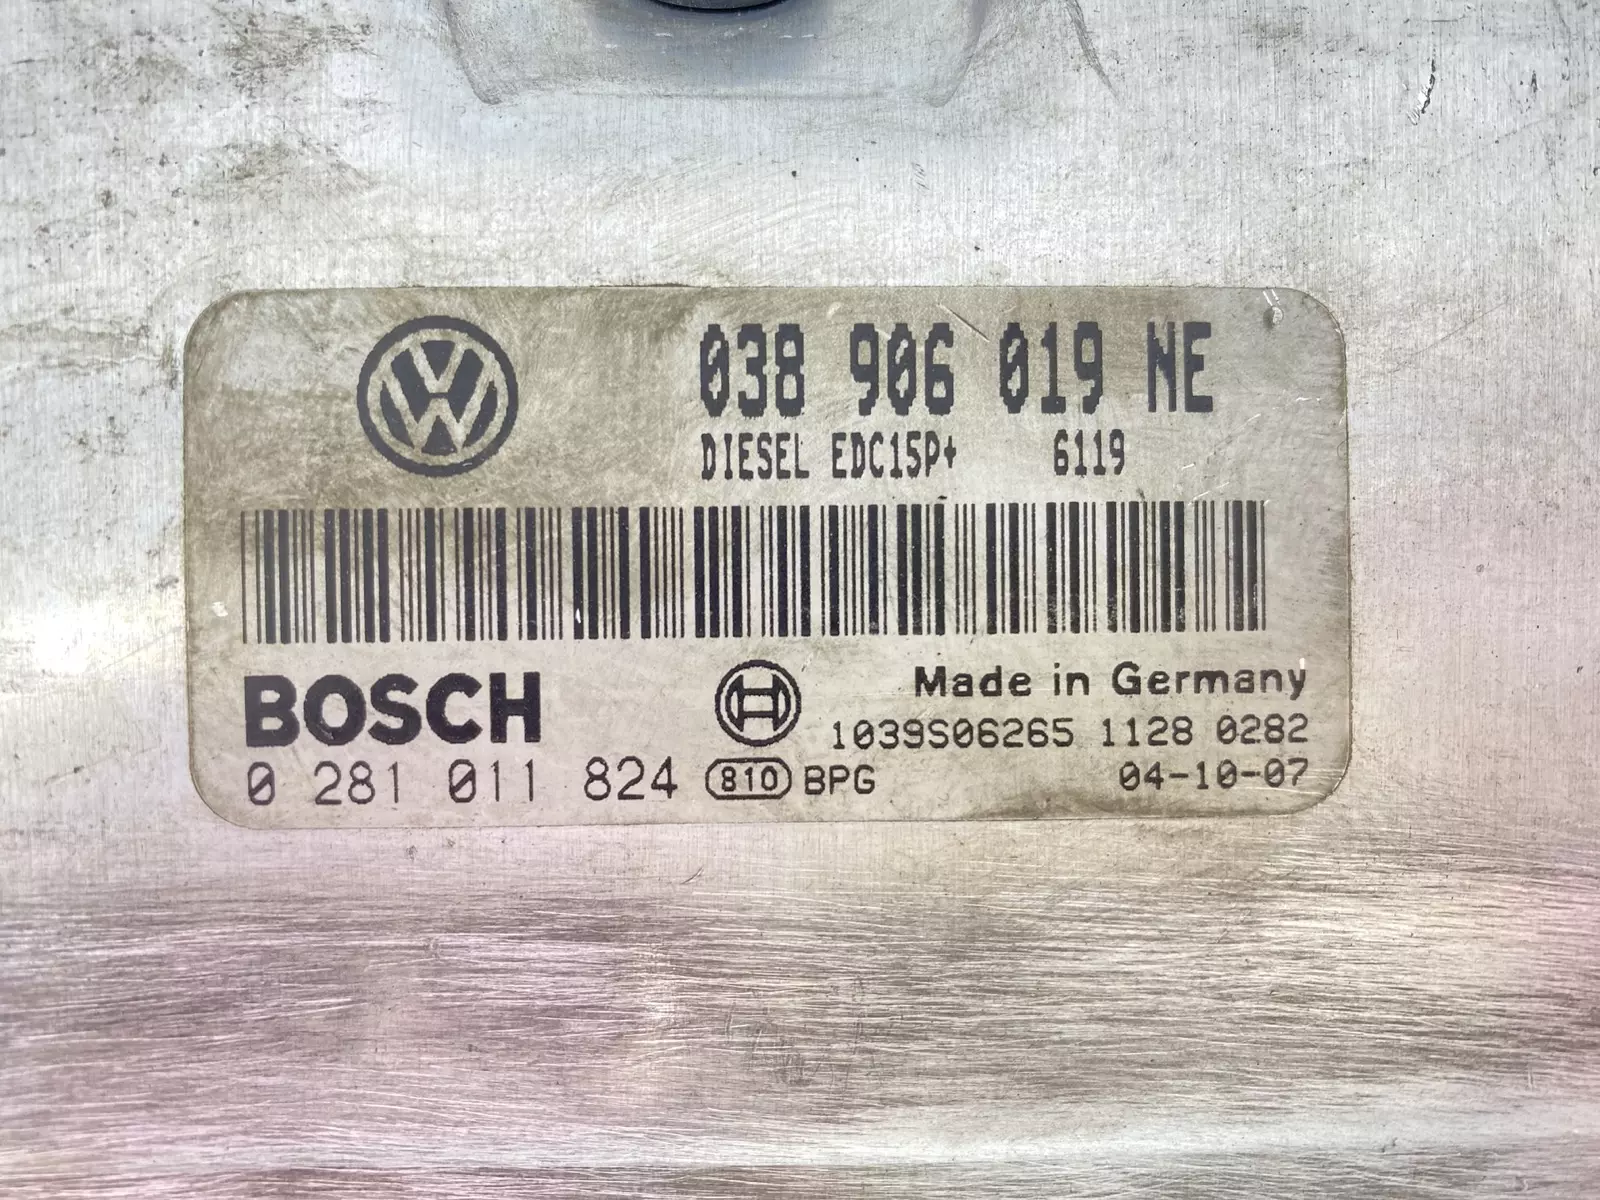 038 906 019 NE
DIESEL EDC15P+ 6119
BOSCH
Made in Germany
1039S06265 1128 0282
0 281 011 824 810 BPG 04-10-07